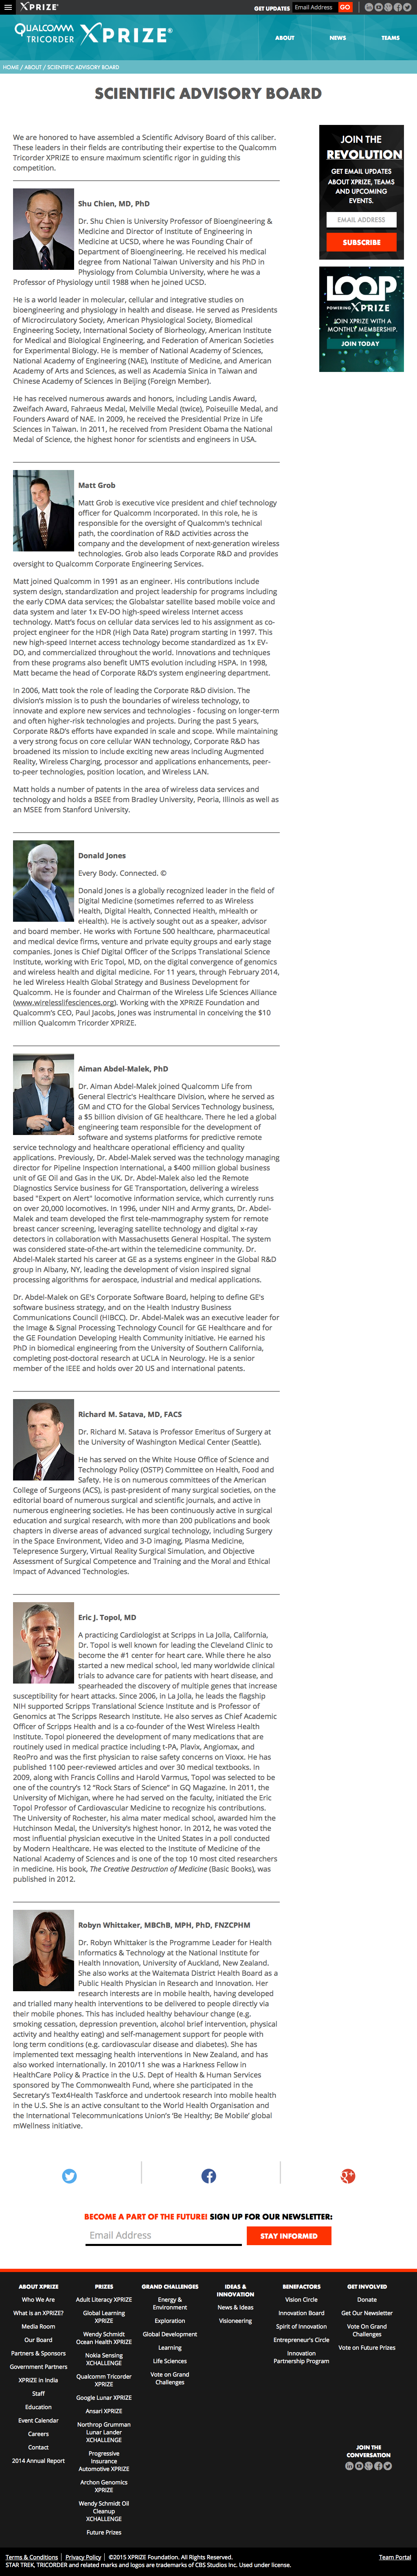 XPRIZE
GET UPDATES
Email Address
GO
QUALCOMM
TRICORDER XPRIZE
ABOUT
NEWS
TEAMS
HOME / ABOUT / SCIENTIFIC ADVISORY BOARD
SCIENTIFIC ADVISORY BOARD
We are honored to have assembled a Scientific Advisory Board of this caliber.
These leaders in their fields are contributing their expertise to the Qualcomm
Tricorder XPRIZE to ensure maximum scientific rigor in guiding this
competition.
JOIN THE
REVOLUTION
GET EMAIL UPDATES
ABOUT XPRIZE, TEAMS
AND UPCOMING
EVENTS.
EMAIL ADDRESS
SUBSCRIBE
LOOP
POWERING XPRIZE
JOIN XPRIZE WITH A
MONTHLY MEMBERSHIP.
JOIN TODAY
Shu Chien, MD, PhD
Dr. Shu Chien is University Professor of Bioengineering &
Medicine and Director of Institute of Engineering in
Medicine at UCSD, where he was Founding Chair of
Department of Bioengineering. He received his medical
degree from National Taiwan University and his PhD in
Physiology from Columbia University, where he was a
Professor of Physiology until 1988 when he joined UCSD.
He is a world leader in molecular, cellular and integrative studies on
bioengineering and physiology in health and disease. He served as Presidents
of Microcirculatory Society, American Physiological Society, Biomedical
Engineering Society, International Society of Biorheology, American Institute
for Medical and Biological Engineering, and Federation of American Societies
for Experimental Biology. He is member of National Academy of Sciences,
National Academy of Engineering (NAE), Institute of Medicine, and American
Academy of Arts and Sciences, as well as Academia Sinica in Taiwan and
Chinese Academy of Sciences in Beijing (Foreign Member).
He has received numerous awards and honors, including Landis Award,
Zweifach Award, Fahraeus Medal, Melville Medal (twice), Poiseuille Medal, and
Founders Award of NAE. In 2009, he received the Presidential Prize in Life
Sciences in Taiwan. In 2011, he received from President Obama the National
Medal of Science, the highest honor for scientists and engineers in USA.
Matt Grob
Matt Grob is executive vice president and chief technology
officer for Qualcomm Incorporated. In this role, he is
responsible for the oversight of Qualcomm's technical
path, the coordination of R&D activities across the
company and the development of next-generation wireless
technologies. Grob also leads Corporate R&D and provides
oversight to Qualcomm Corporate Engineering Services.
Matt joined Qualcomm in 1991 as an engineer. His contributions include
system design, standardization and project leadership for programs including
the early CDMA data services; the Globalstar satellite based mobile voice and
data system and later 1x EV-DO high-speed wireless Internet access
technology. Matt's focus on cellular data services led to his assignment as co-
project engineer for the HDR (High Data Rate) program starting in 1997. This
new high-speed Internet access technology become standardized as 1x EV-
DO, and commercialized throughout the world. Innovations and techniques
from these programs also benefit UMTS evolution including HSPA. In 1998,
Matt became the head of Corporate R&D's system engineering department.
In 2006, Matt took the role of leading the Corporate R&D division. The
division's mission is to push the boundaries of wireless technology, to
innovate and explore new services and technologies - focusing on longer-term
and often higher-risk technologies and projects. During the past 5 years,
Corporate R&D's efforts have expanded in scale and scope. While maintaining
a very strong focus on core cellular WAN technology, Corporate R&D has
broadened its mission to include exciting new areas including Augmented
Reality, Wireless Charging, processor and applications enhancements, peer-
to-peer technologies, position location, and Wireless LAN.
Matt holds a number of patents in the area of wireless data services and
technology and holds a BSEE from Bradley University, Peoria, Illinois as well as
an MSEE from Stanford University.
Donald Jones
Every Body. Connected. ©
Donald Jones is a globally recognized leader in the field of
Digital Medicine (sometimes referred to as Wireless
Health, Digital Health, Connected Health, mHealth or
eHealth). He is actively sought out as a speaker, advisor
and board member. He works with Fortune 500 healthcare, pharmaceutical
and medical device firms, venture and private equity groups and early stage
companies. Jones is Chief Digital Officer of the Scripps Translational Science
Institute, working with Eric Topol, MD, on the digital convergence of genomics
and wireless health and digital medicine. For 11 years, through February 2014,
he led Wireless Health Global Strategy and Business Development for
Qualcomm. He is founder and Chairman of the Wireless Life Sciences Alliance
(www.wirelesslifesciences.org). Working with the XPRIZE Foundation and
Qualcomm's CEO, Paul Jacobs, Jones was instrumental in conceiving the $10
million Qualcomm Tricorder XPRIZE.
Aiman Abdel-Malek, PhD
Dr. Aiman Abdel-Malek joined Qualcomm Life from
General Electric's Healthcare Division, where he served as
GM and CTO for the Global Services Technology business,
a $5 billion division of GE healthcare. There he led a global
engineering team responsible for the development of
software and systems platforms for predictive remote
service technology and healthcare operational efficiency and quality
applications. Previously, Dr. Abdel-Malek served was the technology managing
director for Pipeline Inspection international, a $400 million global business
unit of GE Oil and Gas in the UK. Dr. Abdel-Malek also led the Remote
Diagnostics Service business for GE Transportation, delivering a wireless
based "Expert on Alert" locomotive information service, which currently runs
on over 20,000 locomotives. In 1996, under NIH and Army grants, Dr. Abdel-
Malek and team developed the first tele-mammography system for remote
breast cancer screening, leveraging satellite technology and digital x-ray
detectors in collaboration with Massachusetts General Hospital. The system
was considered state-of-the-art within the telemedicine community. Dr.
Abdel-Malek started his career at GE as a systems engineer in the Global R&D
group in Albany, NY, leading the development of vision inspired signal
processing algorithms for aerospace, industrial and medical applications.
Dr. Abdel-Malek on GE's Corporate Software Board, helping to define GE's
software business strategy, and on the Health Industry Business
Communications Council (HIBCC). Dr. Abdel-Malek was an executive leader for
the Image & Signal Processing Technology Council for GE Healthcare and for
the GE Foundation Developing Health Community initiative. He earned his
PhD in biomedical engineering from the University of Southern California,
completing post-doctoral research at UCLA in Neurology. He is a senior
member of the IEEE and holds over 20 US and international patents.
Richard M. Satava, MD, FACS
Dr. Richard M. Satava is Professor Emeritus of Surgery at
the University of Washington Medical Center (Seattle).
He has served on the White House Office of Science and
Technology Policy (OSTP) Committee on Health, Food and
Safety. He is on numerous committees of the American
College of Surgeons (ACS), is past-president of many surgical societies, on the
editorial board of numerous surgical and scientific journals, and active in
numerous engineering societies. He has been continuously active in surgical
education and surgical research, with more than 200 publications and book
chapters in diverse areas of advanced surgical technology, including Surgery
in the Space Environment, Video and 3-D imaging, Plasma Medicine,
Telepresence Surgery, Virtual Reality Surgical Simulation, and Objective
Assessment of Surgical Competence and Training and the Moral and Ethical
Impact of Advanced Technologies.
Eric J. Topol, MD
A practicing Cardiologist at Scripps in La Jolla, California,
Dr. Topol is well known for leading the Cleveland Clinic to
become the #1 center for heart care. While there he also
started a new medical school, led many worldwide clinical
trials to advance care for patients with heart disease, and
spearheaded the discovery of multiple genes that increase
susceptibility for heart attacks. Since 2006, in La Jolla, he leads the flagship
NIH supported Scripps Translational Science Institute and is Professor of
Genomics at The Scripps Research Institute. He also serves as Chief Academic
Officer of Scripps Health and is a co-founder of the West Wireless Health
Institute. Topol pioneered the development of many medications that are
routinely used in medical practice including t-PA, Plavix, Angiomax, and
ReoPro and was the first physician to raise safety concerns on Vioxx. He has
published 1100 peer-reviewed articles and over 30 medical textbooks. In
2009, along with Francis Collins and Harold Varmus, Topol was selected to be
one of the country's 12 "Rock Stars of Science" in GQ Magazine. In 2011, the
University of Michigan, where he had served on the faculty, initiated the Eric
Topol Professor of Cardiovascular Medicine to recognize his contributions.
The University of Rochester, his alma mater medical school, awarded him the
Hutchinson Medal, the University's highest honor. In 2012, he was voted the
most influential physician executive in the United States in a poll conducted
by Modern Healthcare. He was elected to the Institute of Medicine of the
National Academy of Sciences and is one of the top 10 most cited researchers
in medicine. His book, The Creative Destruction of Medicine (Basic Books), was
published in 2012.
Robyn Whittaker, MBChB, MPH, PhD, FNZCPHM
Dr. Robyn Whittaker is the Programme Leader for Health
Informatics & Technology at the National Institute for
Health Innovation, University of Auckland, New Zealand.
She also works at the Waitemata District Health Board as a
Public Health Physician in Research and Innovation. Her
research interests are in mobile health, having developed
and trialled many health interventions to be delivered to people directly via
their mobile phones. This has included healthy behaviour change (e.g.
smoking cessation, depression prevention, alcohol brief intervention, physical
activity and healthy eating) and self-management support for people with
long term conditions (e.g. cardiovascular disease and diabetes). She has
implemented text messaging health interventions in New Zealand, and has
also worked internationally. In 2010/11 she was a Harkness Fellow in
HealthCare Policy & Practice in the U.S. Dept of Health & Human Services
sponsored by The Commonwealth Fund, where she participated in the
Secretary's Text4Health Taskforce and undertook research into mobile health
in the U.S. She is an active consultant to the World Health Organisation and
the International Telecommunications Union's 'Be Healthy; Be Mobile' global
mWellness initiative.
BECOME A PART OF THE FUTURE! SIGN UP FOR OUR NEWSLETTER:
Email Address
STAY INFORMED
ABOUT XPRIZE
Who We Are
What is an XPRIZE?
Media Room
Our Board
Partners & Sponsors
Government Partners
XPRIZE in India
Staff
Education
Event Calendar
Careers
Contact
2014 Annual Report
PRIZES
Adult Literacy XPRIZE
Global Learning
XPRIZE
Wendy Schmidt
Ocean Health XPRIZE
Nokia Sensing
XCHALLENGE
Qualcomm Tricorder
XPRIZE
Google Lunar XPRIZE
Ansari XPRIZE
Northrop Grumman
Lunar Lander
XCHALLENGE
Progressive
Insurance
Automotive XPRIZE
Archon Genomics
XPRIZE
Wendy Schmidt Oil
Cleanup
XCHALLENGE
Future Prizes
GRAND CHALLENGES
Energy &
Environment
Exploration
Global Development
Learning
Life Sciences
Vote on Grand
Challenges
IDEAS &
INNOVATION
News & Ideas
Visioneering
BENEFACTORS
Vision Circle
Innovation Board
Spirit of Innovation
Entrepreneur's Circle
Innovation
Partnership Program
GET INVOLVED
Donate
Get Our Newsletter
Vote On Grand
Challenges
Vote on Future Prizes
JOIN THE
CONVERSATION
Terms & Conditions | Privacy Policy | ©2015 XPRIZE Foundation. All Rights Reserved.
Team Portal
STAR TREK, TRICORDER and related marks and logos are trademarks of CBS Studios Inc. Used under license.